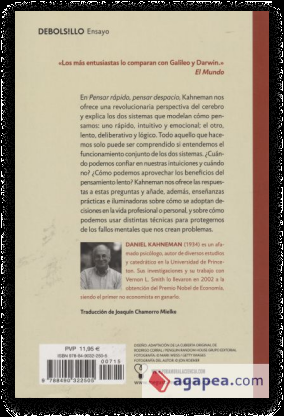 DEBOLSILLO Ensayo
«Los más entusiastas lo comparan con Galileo y Darwin.»
El Mundo
En Pensar rápido, pensar despacio, Kahneman nos
ofrece una revolucionaria perspectiva del cerebro
y explica los dos sistemas que modelan cómo pen-
samos: uno rápido, intuitivo y emocional; el otro,
lento, deliberativo y lógico. Todo aquello que hace-
mos solo puede ser comprendido si entendemos el
funcionamiento conjunto de los dos sistemas. ¿Cuán-
do podemos confiar en nuestras intuiciones y cuándo
no? ¿Cómo podemos aprovechar los beneficios del
pensamiento lento? Kahneman nos ofrece las respues-
tas a estas preguntas y añade, además, enseñanzas
prácticas e iluminadoras sobre cómo se adoptan de-
cisiones en la vida profesional o personal, y sobre cómo
podemos usar distintas técnicas para protegernos
de los fallos mentales que nos crean problemas.
DANIEL KAHNEMAN (1934) es un afa-
mado psicólogo, autor de diversos estudios
y catedrático en la Universidad de Prince-
ton. Sus investigaciones y su trabajo con
Vernon L. Smith lo llevaron en 2002 a la
obtención del Premio Nobel de Economía,
siendo el primer no economista en ganarlo.
Traducción de Joaquín Chamorro Mielke
PVP 11,95 €
00715
agapea.com